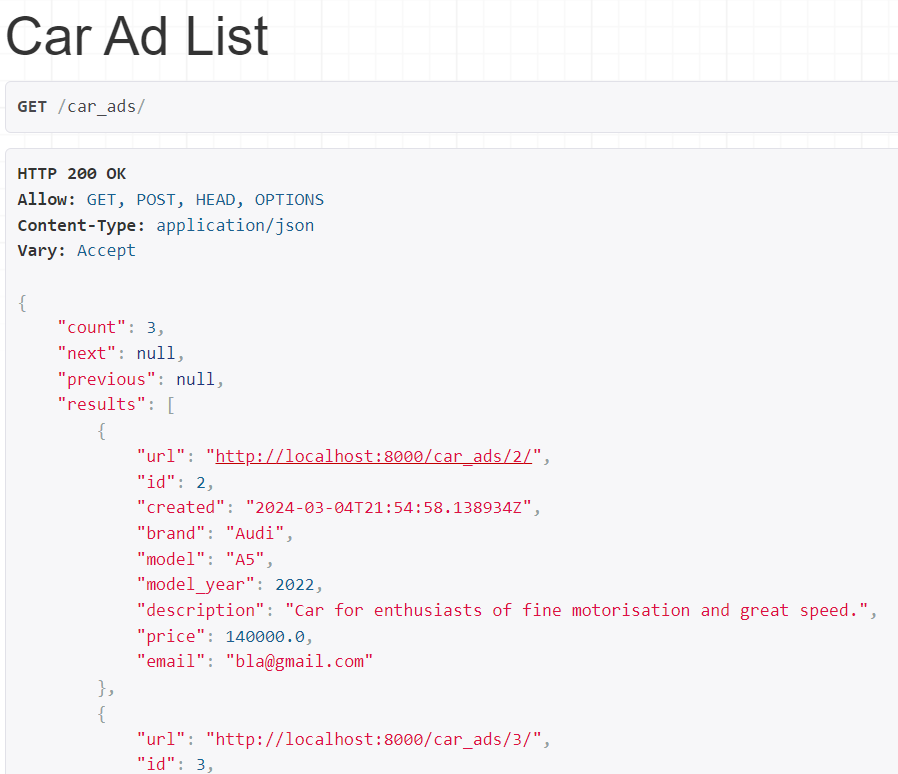 Car Ad List
GET /car_ads/
HTTP 200 OK
Allow: GET, POST, HEAD, OPTIONS
Content-Type: application/json
Vary: Accept
{
    "count": 3,
    "next": null,
    "previous": null,
    "results": [
        {
            "url": "http://localhost:8000/car_ads/2/",
            "id": 2,
            "created": "2024-03-04T21:54:58.138934Z",
            "brand": "Audi",
            "model": "A5",
            "model_year": 2022,
            "description": "Car for enthusiasts of fine motorisation and great speed.",
            "price": 140000.0,
            "email": "bla@gmail.com"
        },
        {
            "url": "http://localhost:8000/car_ads/3/",
            "id": 3,